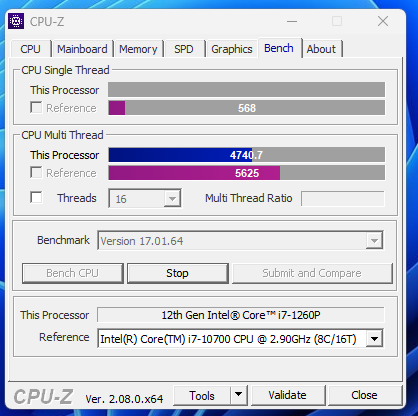 CPU-Z
CPU Mainboard Memory SPD Graphics Bench About
CPU Single Thread
This Processor
Reference 568
CPU Multi Thread
This Processor 4740.7
Reference 5625
Threads 16 Multi Thread Ratio
Benchmark Version 17.01.64
Bench CPU Stop Submit and Compare
This Processor 12th Gen Intel® Core™ i7-1260P
Reference Intel(R) Core(TM) i7-10700 CPU @ 2.90GHz (8C/16T)
CPU-Z Ver. 2.08.0.x64 Tools Validate Close